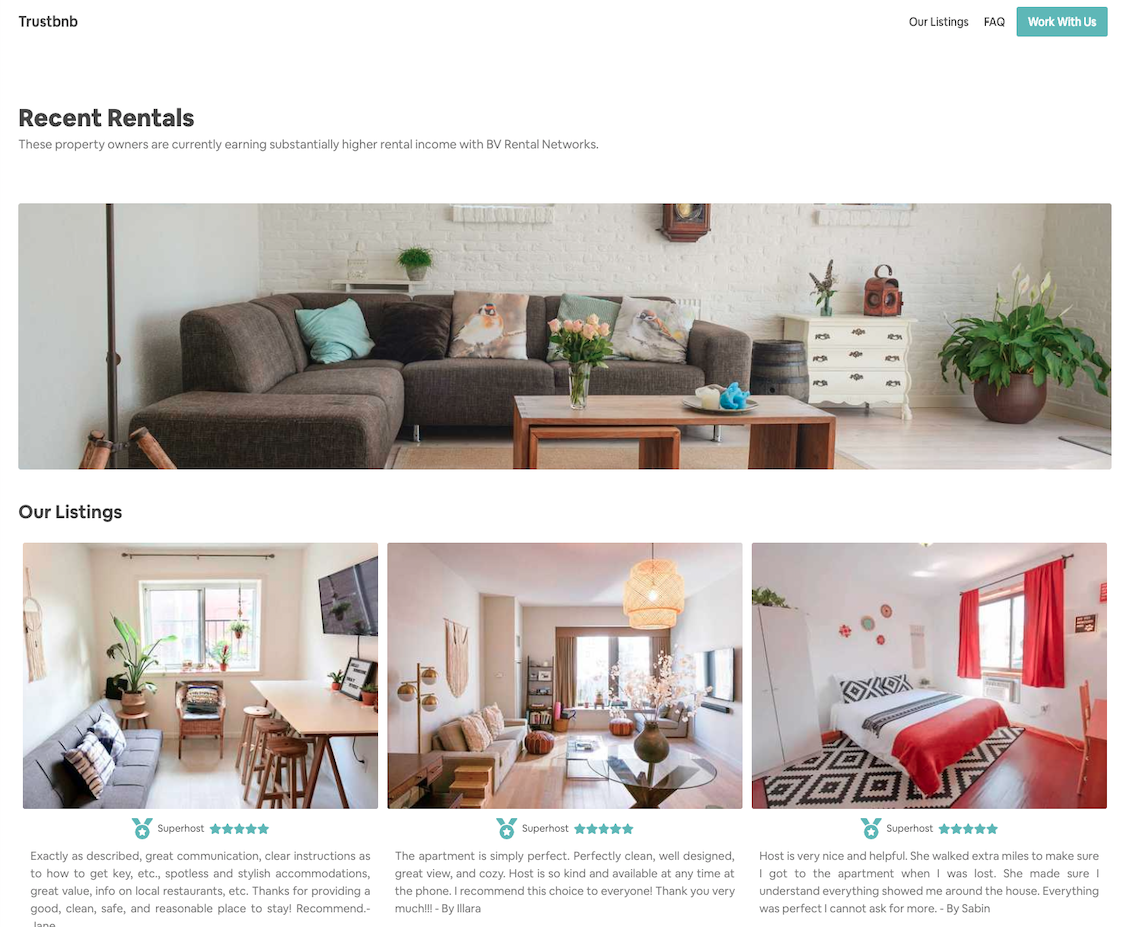 Trustbnb
Our Listings
FAQ
Work With Us
Recent Rentals
These property owners are currently earning substantially higher rental income with BV Rental Networks.
Our Listings
Superhost
Exactly as described, great communication, clear instructions as
to how to get key, etc., spotless and stylish accommodations,
great value, info on local restaurants, etc. Thanks for providing a
good, clean, safe, and reasonable place to stay! Recommend.-
Jane
Superhost
The apartment is simply perfect. Perfectly clean, well designed,
great view, and cozy. Host is so kind and available at any time at
the phone. I recommend this choice to everyone! Thank you very
much!!! - By Illara
Superhost
Host is very nice and helpful. She walked extra miles to make sure
I got to the apartment when I was lost. She made sure I
understand everything showed me around the house. Everything
was perfect I cannot ask for more. - By Sabin